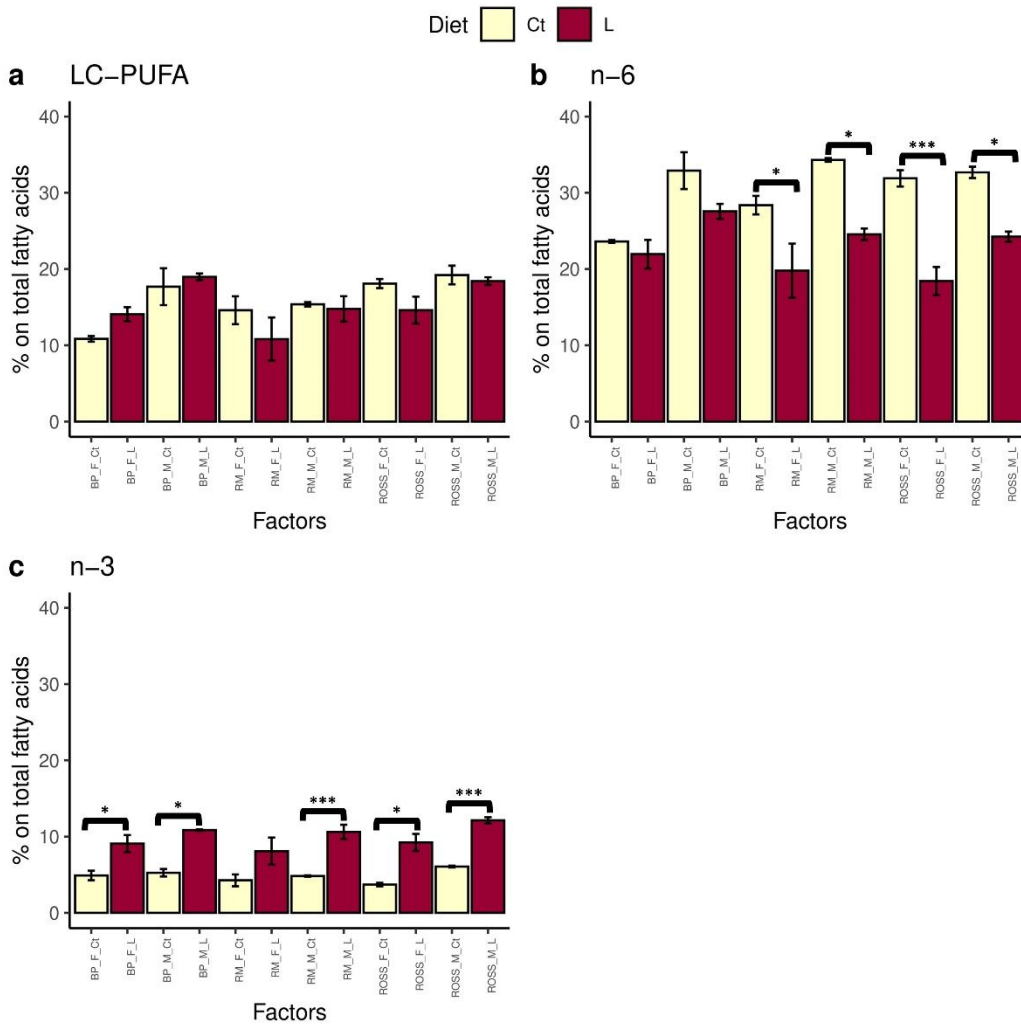 Diet Ct L
a LC-PUFA
% on total fatty acids
40
30
20
10
0
BP_F_Ct
BP_F_L
BP_M_Ct
BP_M_L
RM_F_Ct
RM_F_L
RM_M_Ct
RM_M_L
ROSS_F_Ct
ROSS_F_L
ROSS_M_Ct
ROSS_M_L
Factors
b n-6
% on total fatty acids
40
30
20
10
0
*
*
***
*
BP_F_Ct
BP_F_L
BP_M_Ct
BP_M_L
RM_F_Ct
RM_F_L
RM_M_Ct
RM_M_L
ROSS_F_Ct
ROSS_F_L
ROSS_M_Ct
ROSS_M_L
Factors
c n-3
% on total fatty acids
40
30
20
10
0
*
*
***
*
***
BP_F_Ct
BP_F_L
BP_M_Ct
BP_M_L
RM_F_Ct
RM_F_L
RM_M_Ct
RM_M_L
ROSS_F_Ct
ROSS_F_L
ROSS_M_Ct
ROSS_M_L
Factors